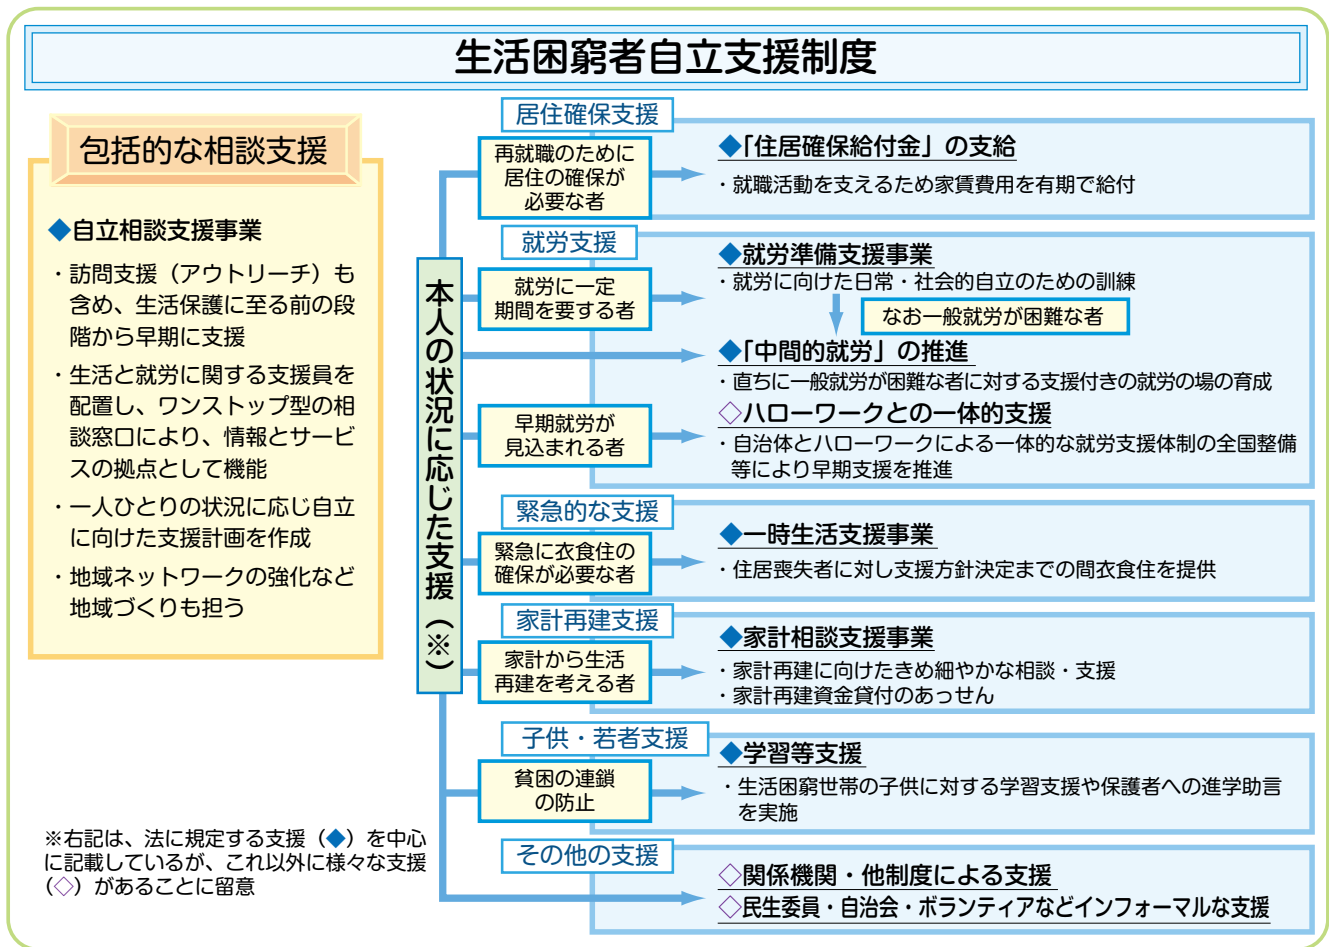 生活困窮者自立支援制度
包括的な相談支援
◆自立相談支援事業
・訪問支援（アウトリーチ）も
含め、生活保護に至る前の段
階から早期に支援
・生活と就労に関する支援員を
配置し、ワンストップ型の相
談窓口により、情報とサービ
スの拠点として機能
・一人ひとりの状況に応じ自立
に向けた支援計画を作成
・地域ネットワークの強化など
地域づくりも担う
※右記は、法に規定する支援（◆）を中心
に記載しているが、これ以外に様々な支援
（◇）があることに留意
本人の状況に応じた支援（※）
居住確保支援
再就職のために
居住の確保が
必要な者
◆「住居確保給付金」の支給
・就職活動を支えるため家賃費用を有期で給付
就労支援
就労に一定
期間を要する者
◆就労準備支援事業
・就労に向けた日常・社会的自立のための訓練
なお一般就労が困難な者
◆「中間的就労」の推進
・直ちに一般就労が困難な者に対する支援付きの就労の場の育成
早期就労が
見込まれる者
◇ハローワークとの一体的支援
・自治体とハローワークによる一体的な就労支援体制の全国整備
等により早期支援を推進
緊急的な支援
緊急に衣食住の
確保が必要な者
◆一時生活支援事業
・住居喪失者に対し支援方針決定までの間衣食住を提供
家計再建支援
家計から生活
再建を考える者
◆家計相談支援事業
・家計再建に向けたきめ細やかな相談・支援
・家計再建資金貸付のあっせん
子供・若者支援
貧困の連鎖
の防止
◆学習等支援
・生活困窮世帯の子供に対する学習支援や保護者への進学助言
を実施
その他の支援
◇関係機関・他制度による支援
◇民生委員・自治会・ボランティアなどインフォーマルな支援